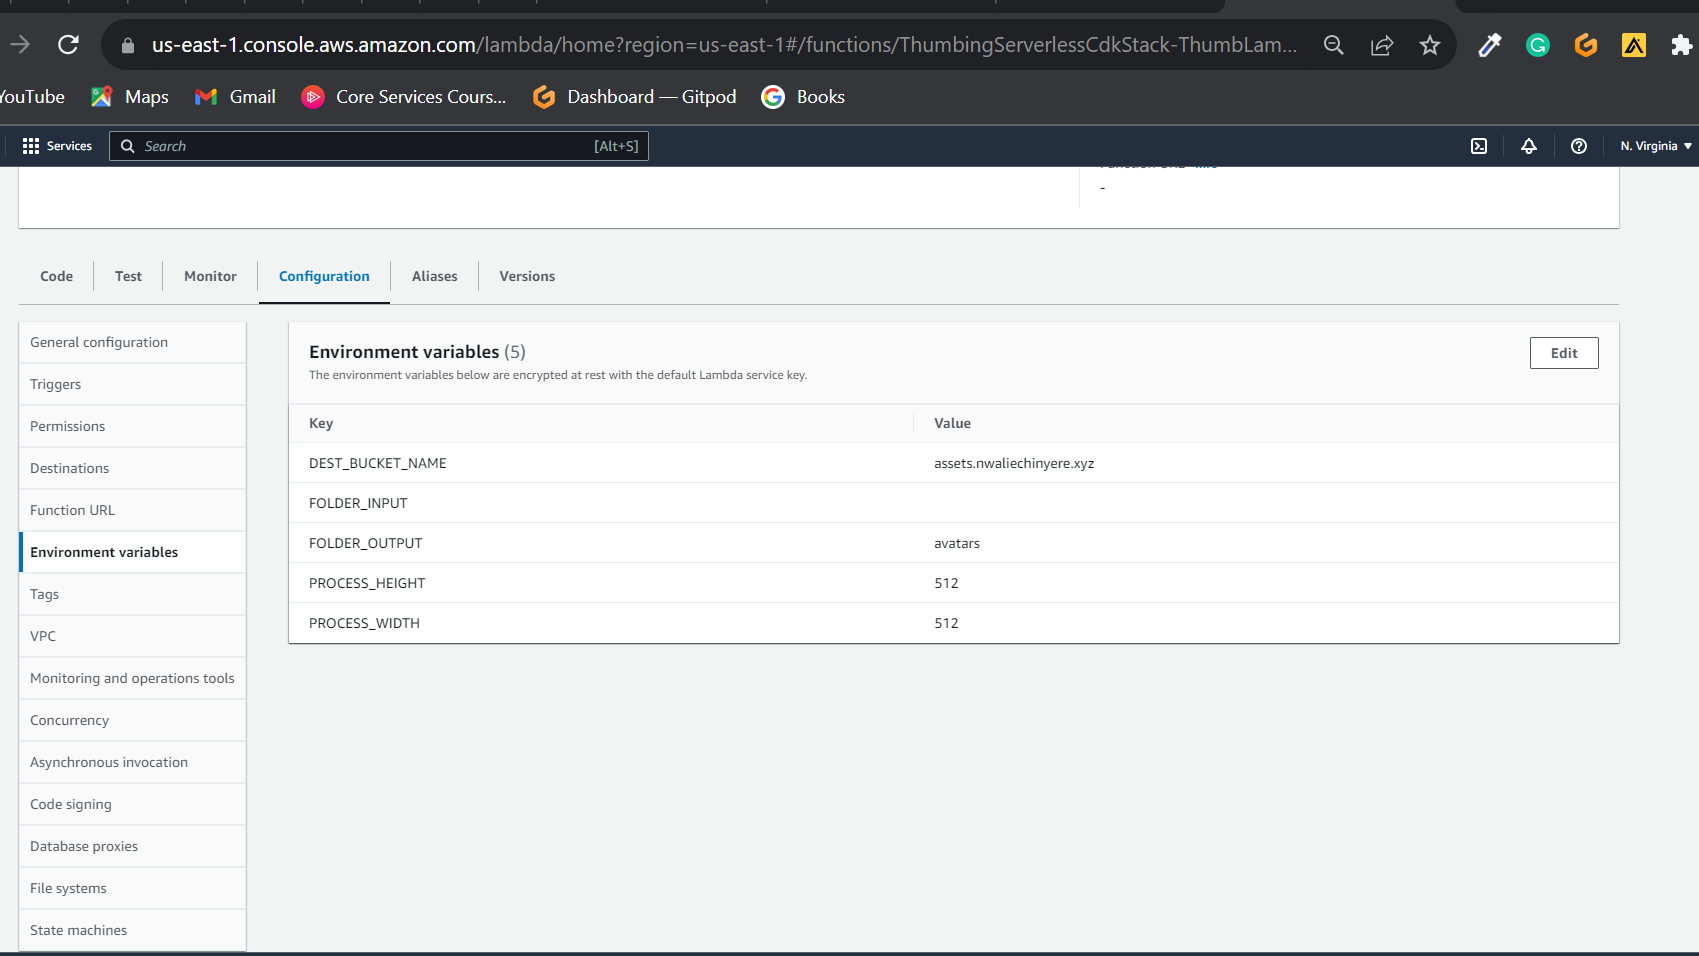 us-east-1.console.aws.amazon.com/lambda/home?region=us-east-1#/functions/ThumbingServerlessCdkStack-ThumbLam...
YouTube Maps Gmail Core Services Cours... Dashboard — Gitpod Books
Services Search [Alt+S] N. Virginia
-
Code Test Monitor Configuration Aliases Versions
General configuration
Triggers
Permissions
Destinations
Function URL
Environment variables
Tags
VPC
Monitoring and operations tools
Concurrency
Asynchronous invocation
Code signing
Database proxies
File systems
State machines
Environment variables (5)
Edit
The environment variables below are encrypted at rest with the default Lambda service key.
Key Value
DEST_BUCKET_NAME assets.nwaliechinyere.xyz
FOLDER_INPUT
FOLDER_OUTPUT avatars
PROCESS_HEIGHT 512
PROCESS_WIDTH 512